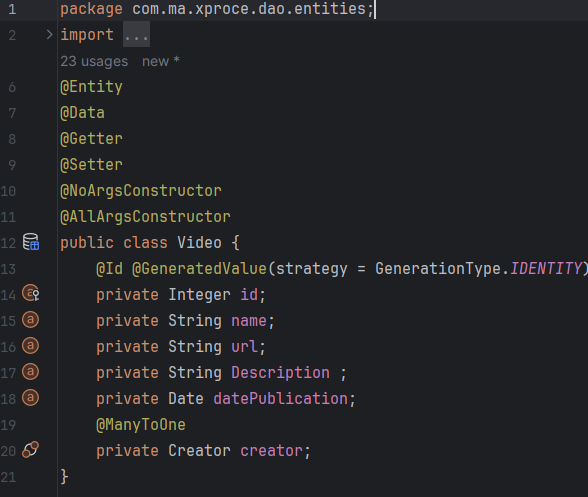 1 package com.ma.xproce.dao.entities;
2 import ...
23 usages new *
6 @Entity
7 @Data
8 @Getter
9 @Setter
10 @NoArgsConstructor
11 @AllArgsConstructor
12 public class Video {
13 @Id @GeneratedValue(strategy = GenerationType.IDENTITY)
14 private Integer id;
15 private String name;
16 private String url;
17 private String Description ;
18 private Date datePublication;
19 @ManyToOne
20 private Creator creator;
21 }